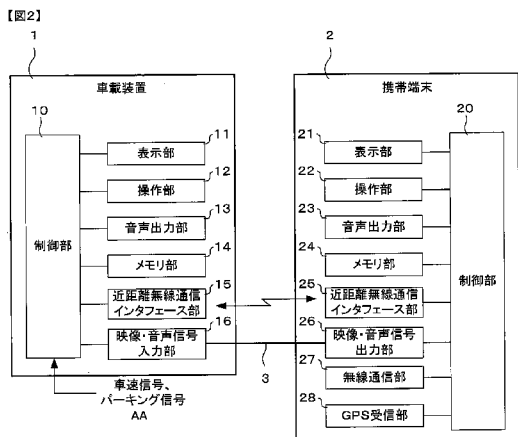 【図2】
1
車載装置
10
制御部
11
表示部
12
操作部
13
音声出力部
14
メモリ部
15
近距離無線通信
インタフェース部
16
映像・音声信号
入力部
車速信号、
パーキング信号
AA
3
2
携帯端末
20
制御部
21
表示部
22
操作部
23
音声出力部
24
メモリ部
25
近距離無線通信
インタフェース部
26
映像・音声信号
出力部
27
無線通信部
28
GPS受信部